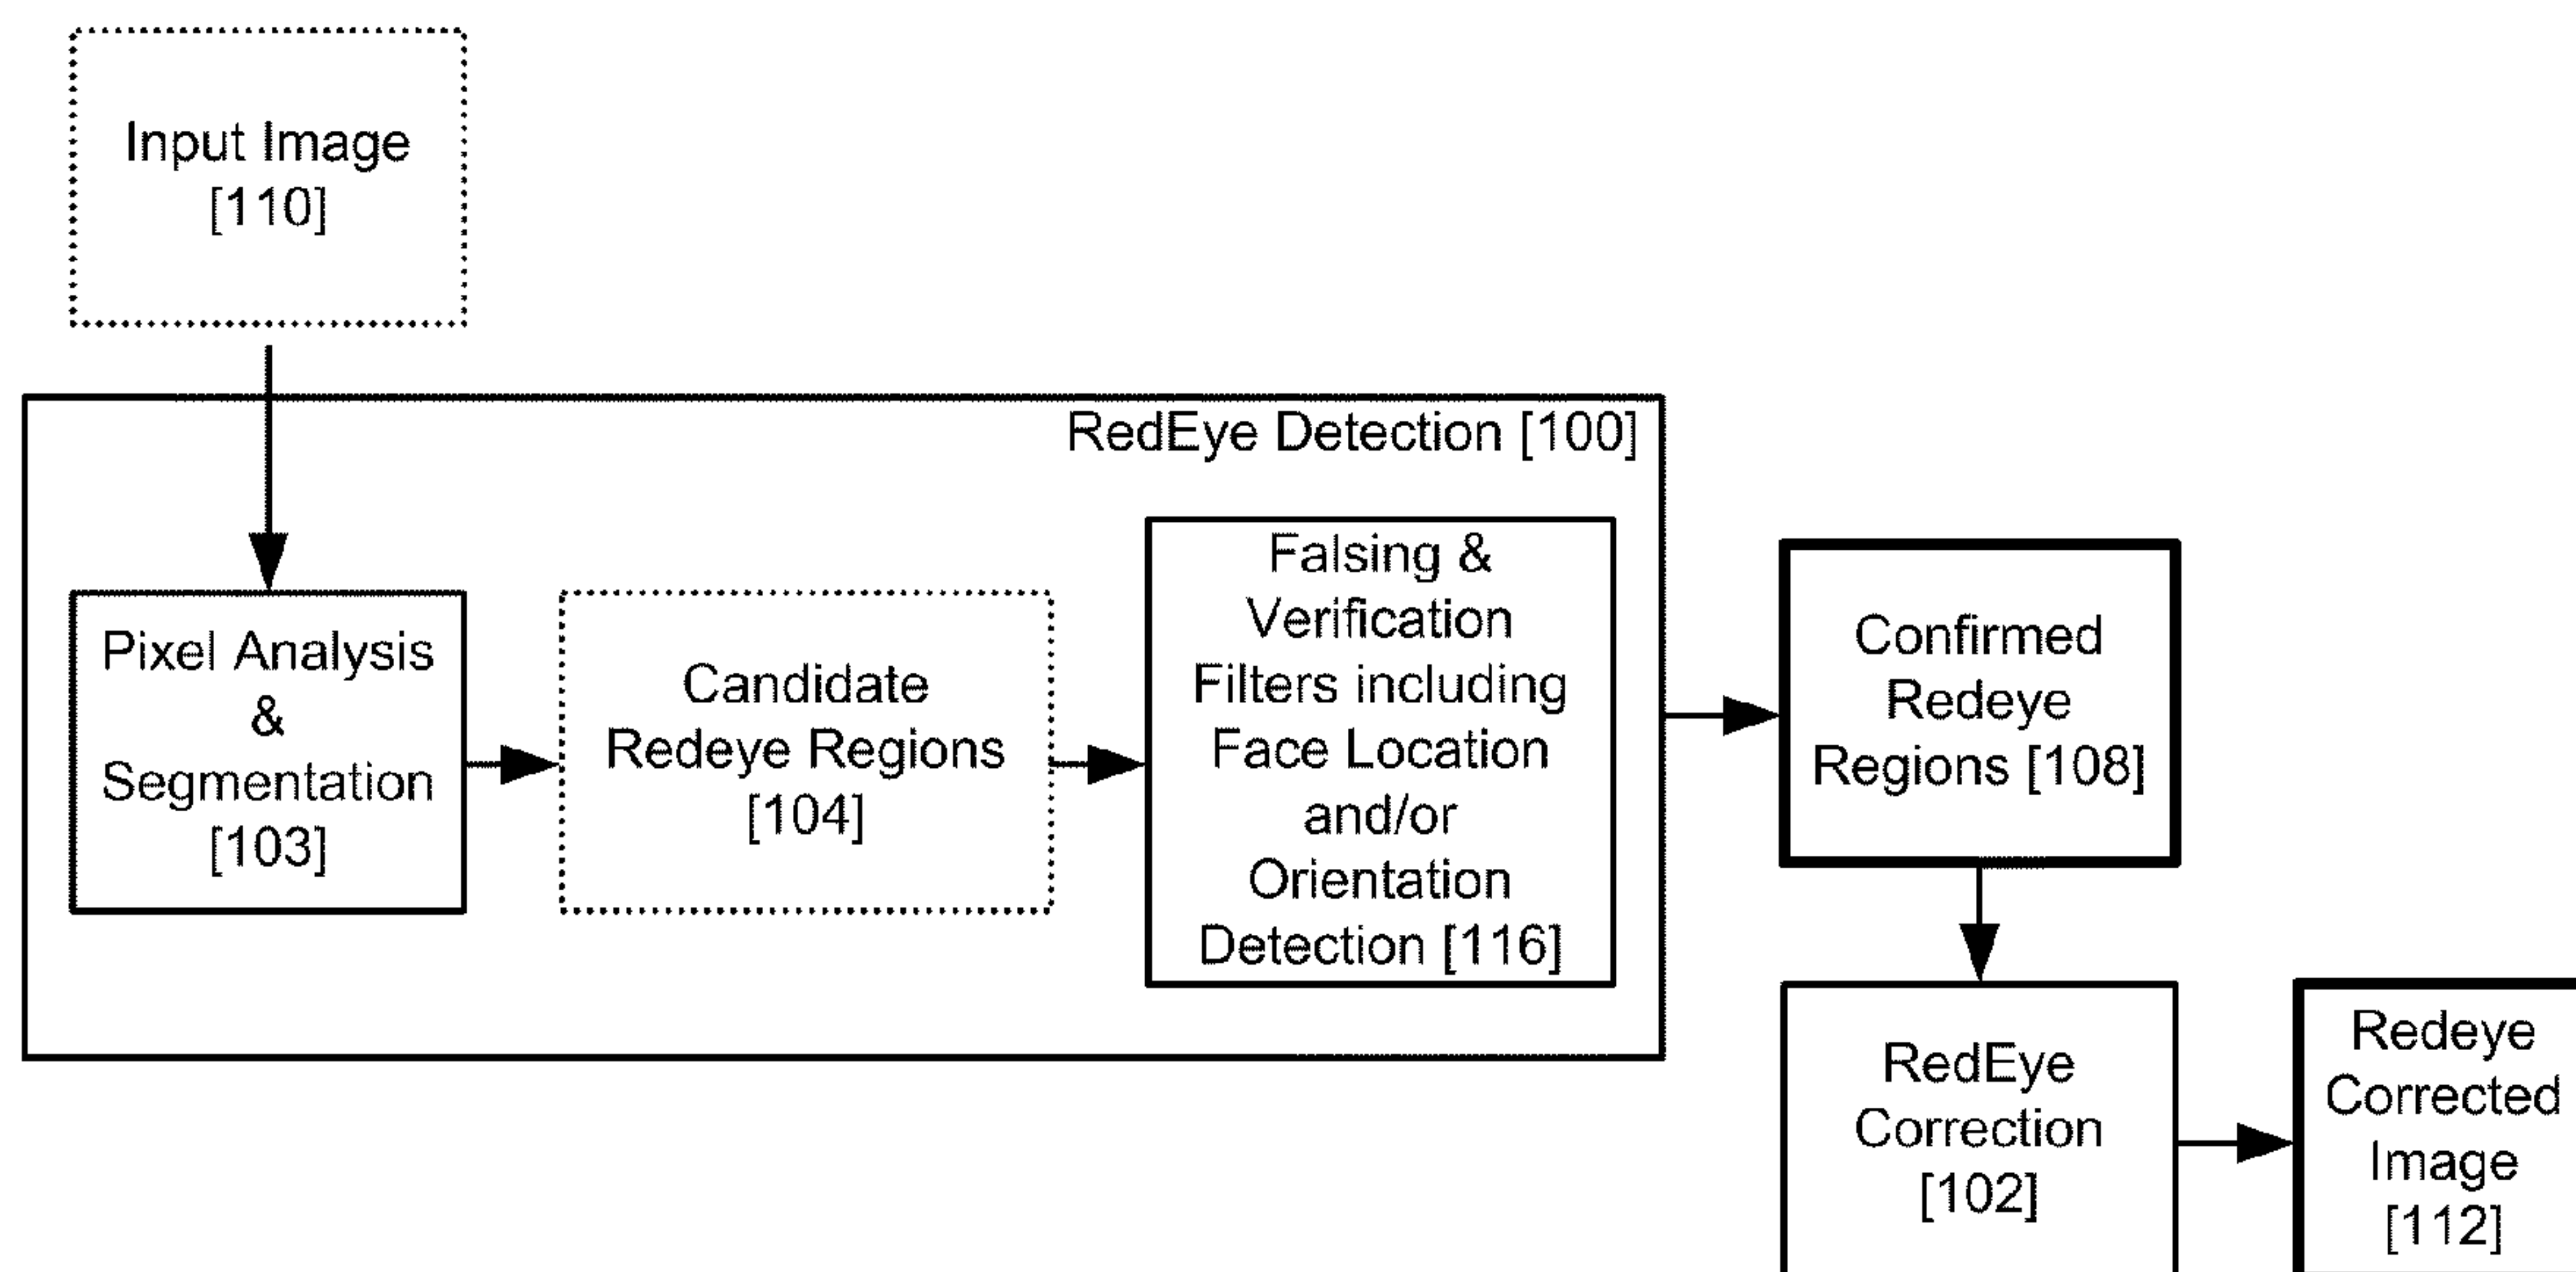 Input Image
[110]
RedEye Detection [100]
Pixel Analysis
&
Segmentation
[103]
Candidate
Redeye Regions
[104]
Falsing &
Verification
Filters including
Face Location
and/or
Orientation
Detection [116]
Confirmed
Redeye
Regions [108]
RedEye
Correction
[102]
Redeye
Corrected
Image
[112]